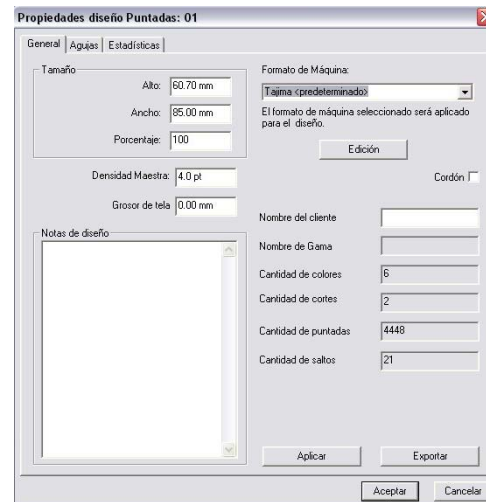 Propiedades diseño Puntadas: 01
General Agujas Estadísticas
Tamaño
Alto: 60.70 mm
Ancho: 85.00 mm
Porcentaje: 100
Densidad Maestra: 4.0 pt
Grosor de tela 0.00 mm
Notas de diseño
Formato de Máquina:
Tajima <predeterminado>
El formato de máquina seleccionado será aplicado
para el diseño.
Edición
Cordón
Nombre del cliente
Nombre de Gama
Cantidad de colores 6
Cantidad de cortes 2
Cantidad de puntadas 4448
Cantidad de saltos 21
Aplicar Exportar
Aceptar Cancelar